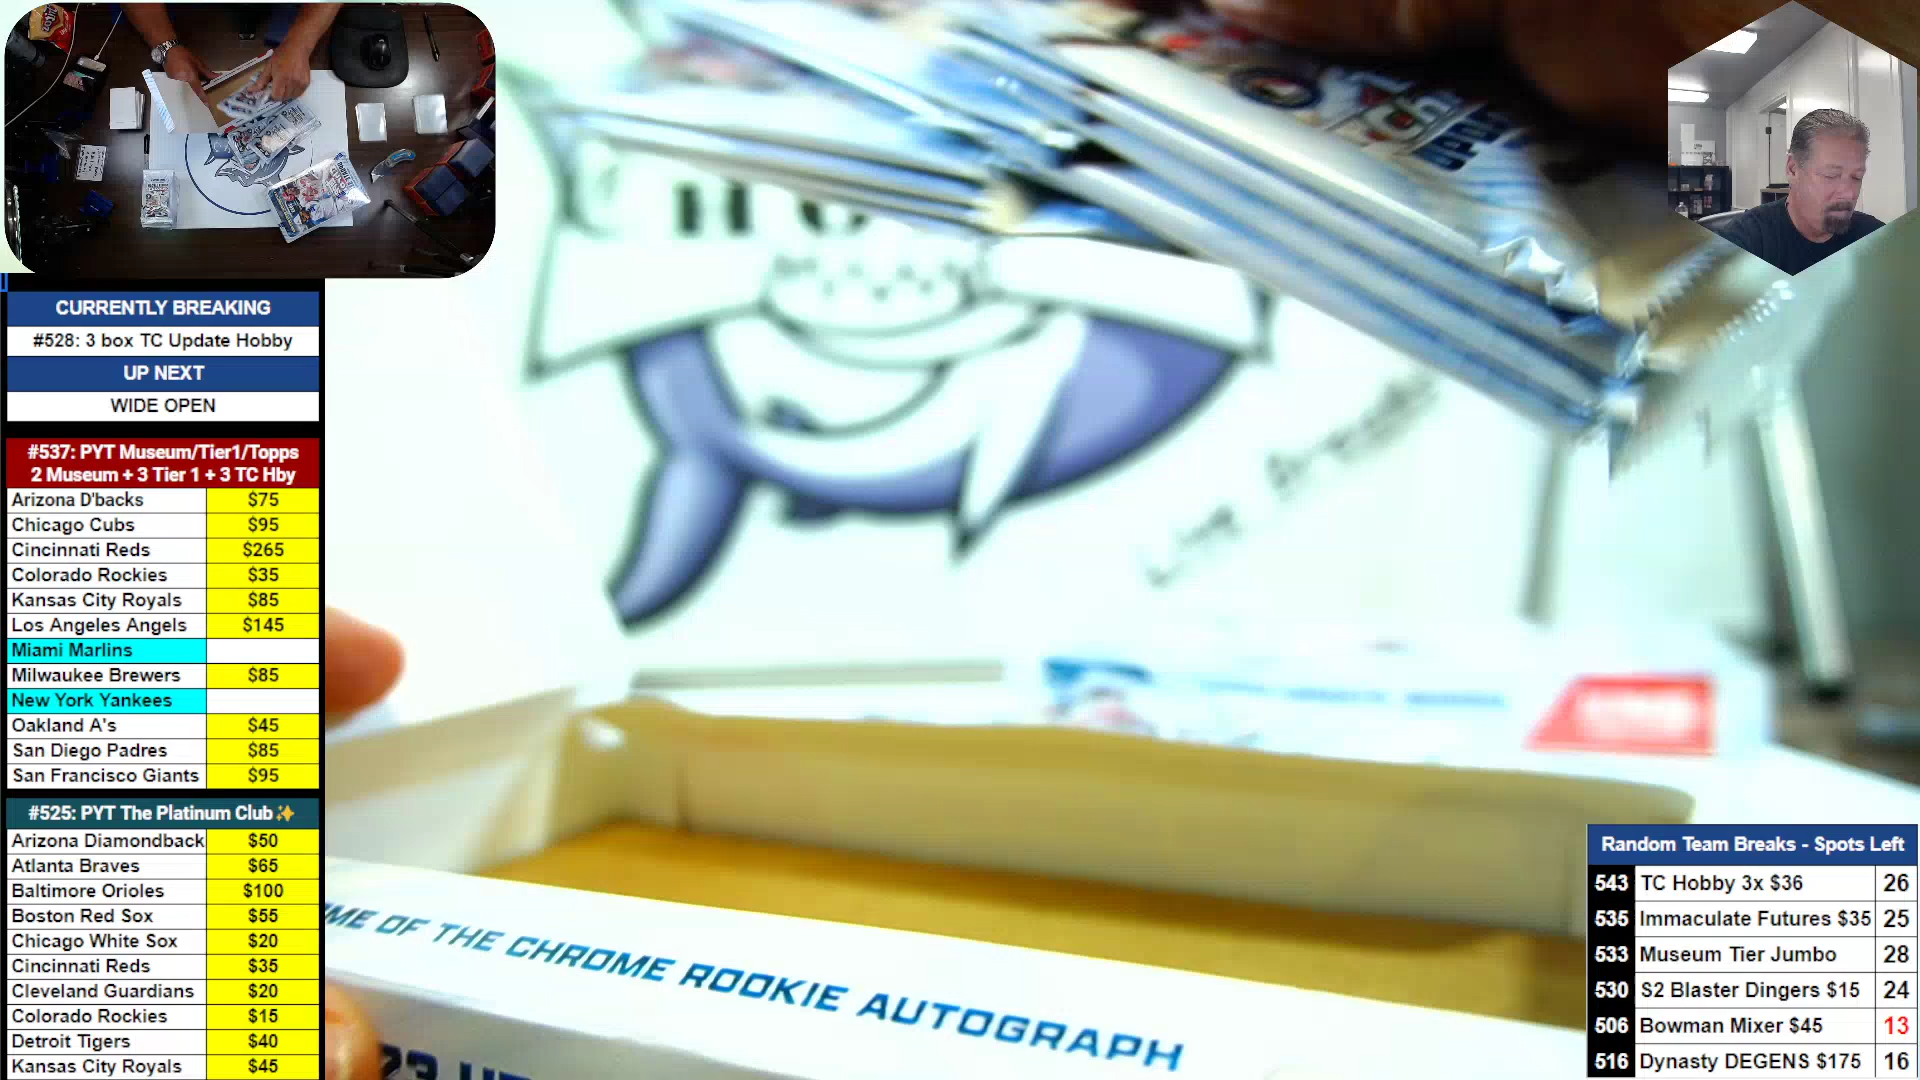 CURRENTLY BREAKING
#528: 3 box TC Update Hobby
UP NEXT
WIDE OPEN
#537: PYT Museum/Tier1/Topps
2 Museum + 3 Tier 1 + 3 TC Hby
Arizona D'backs $75
Chicago Cubs $95
Cincinnati Reds $265
Colorado Rockies $35
Kansas City Royals $85
Los Angeles Angels $145
Miami Marlins
Milwaukee Brewers $85
New York Yankees
Oakland A's $45
San Diego Padres $85
San Francisco Giants $95
#525: PYT The Platinum Club✨
Arizona Diamondback $50
Atlanta Braves $65
Baltimore Orioles $100
Boston Red Sox $55
Chicago White Sox $20
Cincinnati Reds $35
Cleveland Guardians $20
Colorado Rockies $15
Detroit Tigers $40
Kansas City Royals $45
OF THE CHROME ROOKIE AUTOGRAPH
Random Team Breaks - Spots Left
543 TC Hobby 3x $36 26
535 Immaculate Futures $35 25
533 Museum Tier Jumbo 28
530 S2 Blaster Dingers $15 24
506 Bowman Mixer $45 13
516 Dynasty DEGENS $175 16